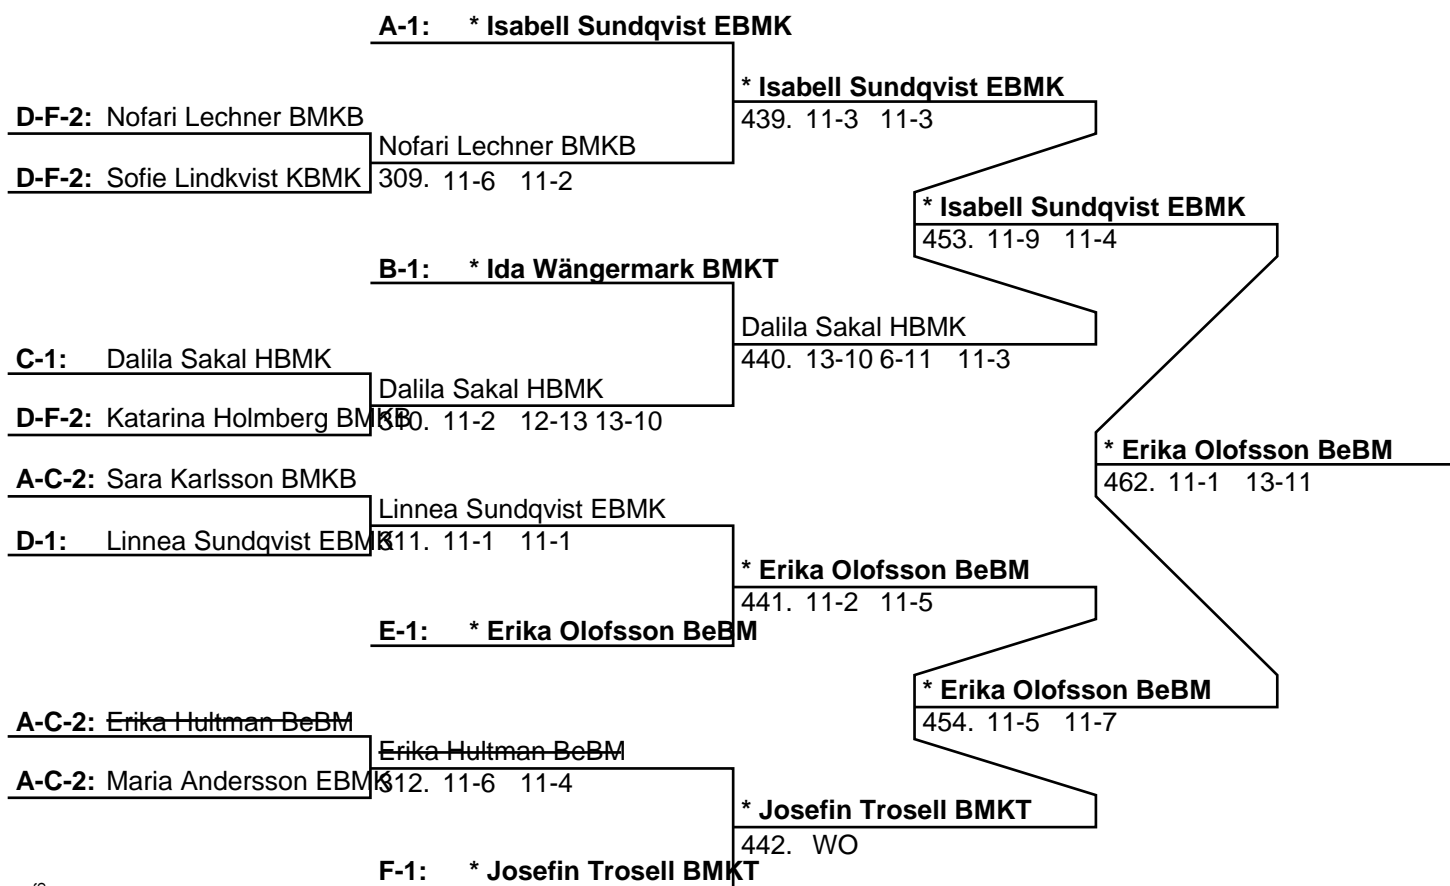 A-1: * Isabell Sundqvist EBMK
* Isabell Sundqvist EBMK
439. 11-3 11-3
D-F-2: Nofari Lechner BMKB
Nofari Lechner BMKB
D-F-2: Sofie Lindkvist KBMK
309. 11-6 11-2
* Isabell Sundqvist EBMK
453. 11-9 11-4
B-1: * Ida Wängermark BMKT
Dalila Sakal HBMK
440. 13-10 6-11 11-3
C-1: Dalila Sakal HBMK
Dalila Sakal HBMK
D-F-2: Katarina Holmberg BMKB
310. 11-2 12-13 13-10
* Erika Olofsson BeBM
462. 11-1 13-11
A-C-2: Sara Karlsson BMKB
Linnea Sundqvist EBMK
D-1: Linnea Sundqvist EBMK
311. 11-1 11-1
* Erika Olofsson BeBM
441. 11-2 11-5
E-1: * Erika Olofsson BeBM
* Erika Olofsson BeBM
454. 11-5 11-7
A-C-2: Erika Hultman BeBM
Erika Hultman BeBM
A-C-2: Maria Andersson EBMK
312. 11-6 11-4
* Josefin Trosell BMKT
442. WO
F-1: * Josefin Trosell BMKT